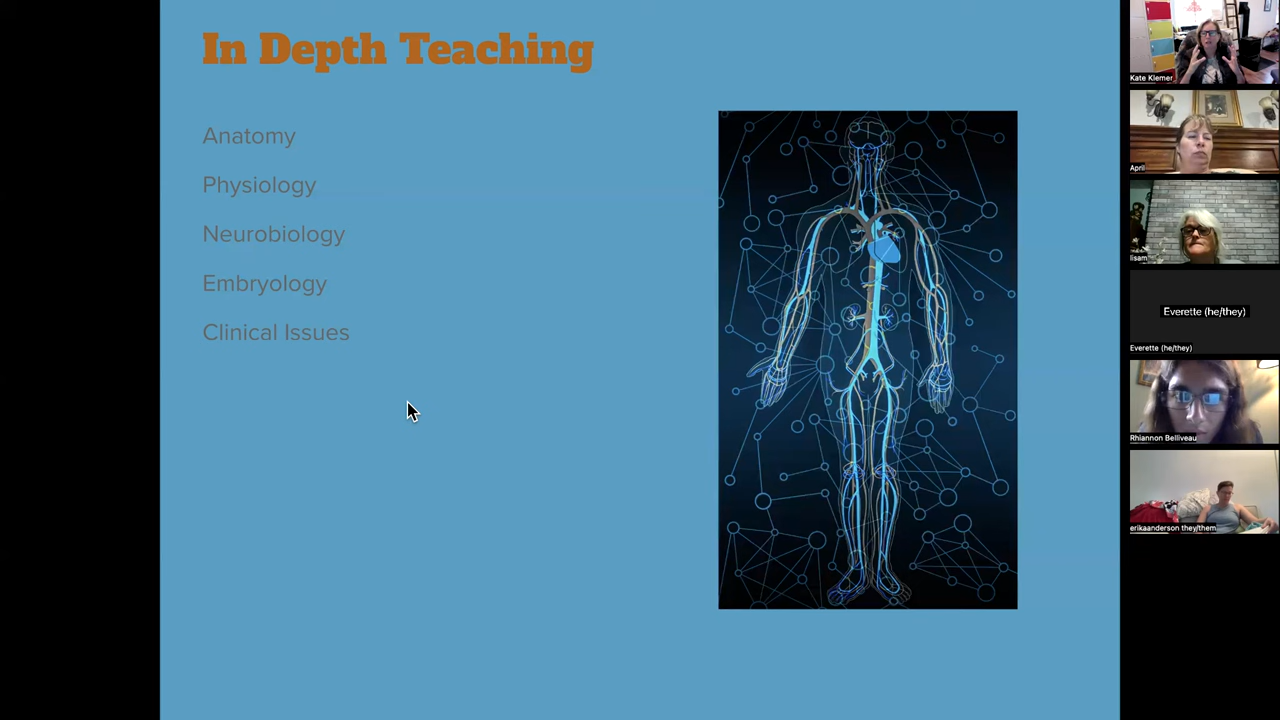 In Depth Teaching
Anatomy
Physiology
Neurobiology
Embryology
Clinical Issues
Kate Klemer
April
lisam
Everette (he/they)
Everette (he/they)
Rhiannon Belliveau
erikaanderson they/them